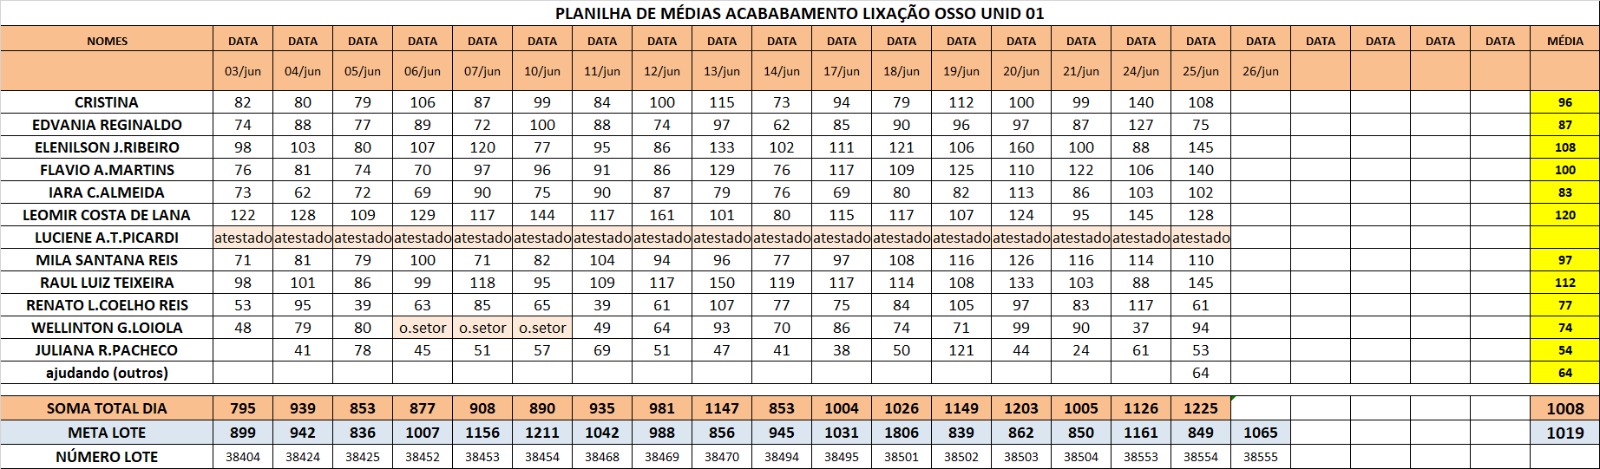 PLANILHA DE MÉDIAS ACABABAMENTO LIXAÇÃO OSSO UNID 01
NOMES DATA DATA DATA DATA DATA DATA DATA DATA DATA DATA DATA DATA DATA DATA DATA DATA DATA DATA DATA DATA DATA DATA MÉDIA
03/jun 04/jun 05/jun 06/jun 07/jun 10/jun 11/jun 12/jun 13/jun 14/jun 17/jun 18/jun 19/jun 20/jun 21/jun 24/jun 25/jun 26/jun
CRISTINA 82 80 79 106 87 99 84 100 115 73 94 79 112 100 99 140 108 96
EDVANIA REGINALDO 74 88 77 89 72 100 88 74 97 62 85 90 96 97 87 127 75 87
ELENILSON J.RIBEIRO 98 103 80 107 120 77 95 86 133 102 111 121 106 160 100 88 145 108
FLAVIO A.MARTINS 76 81 74 70 97 96 91 86 129 76 117 109 125 110 122 106 140 100
IARA C.ALMEIDA 73 62 72 69 90 75 90 87 79 76 69 80 82 113 86 103 102 83
LEOMIR COSTA DE LANA 122 128 109 129 117 144 117 161 101 80 115 117 107 124 95 145 128 120
LUCIENE A.T.PICARDI atestado atestado atestado atestado atestado atestado atestado atestado atestado atestado atestado atestado atestado atestado atestado atestado atestado
MILA SANTANA REIS 71 81 79 100 71 82 104 94 96 77 97 98 116 126 116 114 110 97
RAUL LUIZ TEIXEIRA 98 101 86 99 118 95 109 117 150 119 117 114 108 133 103 88 145 112
RENATO L.COELHO REIS 53 95 39 63 85 65 39 61 107 77 75 84 105 97 83 117 61 77
WELLINTON G.LOIOLA 48 79 80 o.setor o.setor o.setor 49 64 93 70 86 74 71 99 90 37 94 74
JULIANA R.PACHECO 41 78 45 51 57 69 51 47 41 38 50 121 44 24 61 53 54
ajudando (outros) 64 64
SOMA TOTAL DIA 795 939 853 877 908 890 935 981 1147 853 1004 1026 1149 1203 1005 1126 1225 1008
META LOTE 899 942 836 1007 1156 1211 1042 988 856 945 1031 1806 839 862 850 1161 849 1065 1019
NÚMERO LOTE 38404 38424 38425 38452 38453 38454 38468 38469 38470 38494 38495 38501 38502 38503 38504 38553 38554 38555